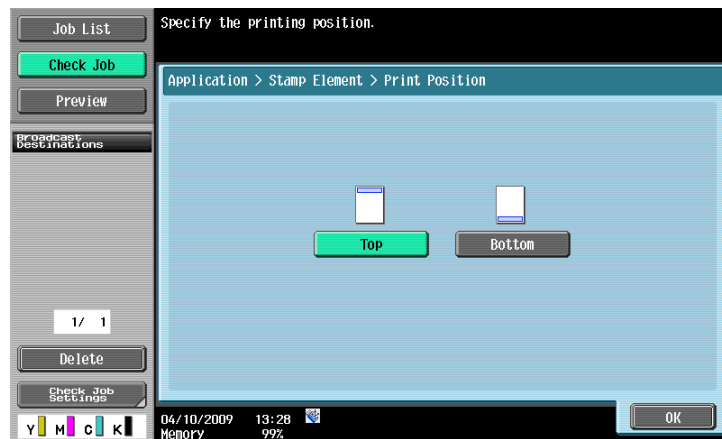 Job List
Specify the printing position.
Check Job
Application > Stamp Element > Print Position
Preview
Broadcast
Destinations
Top
Bottom
1/ 1
Delete
Check Job
Settings
04/10/2009 13:28
OK
Y M C K
Memory 99%